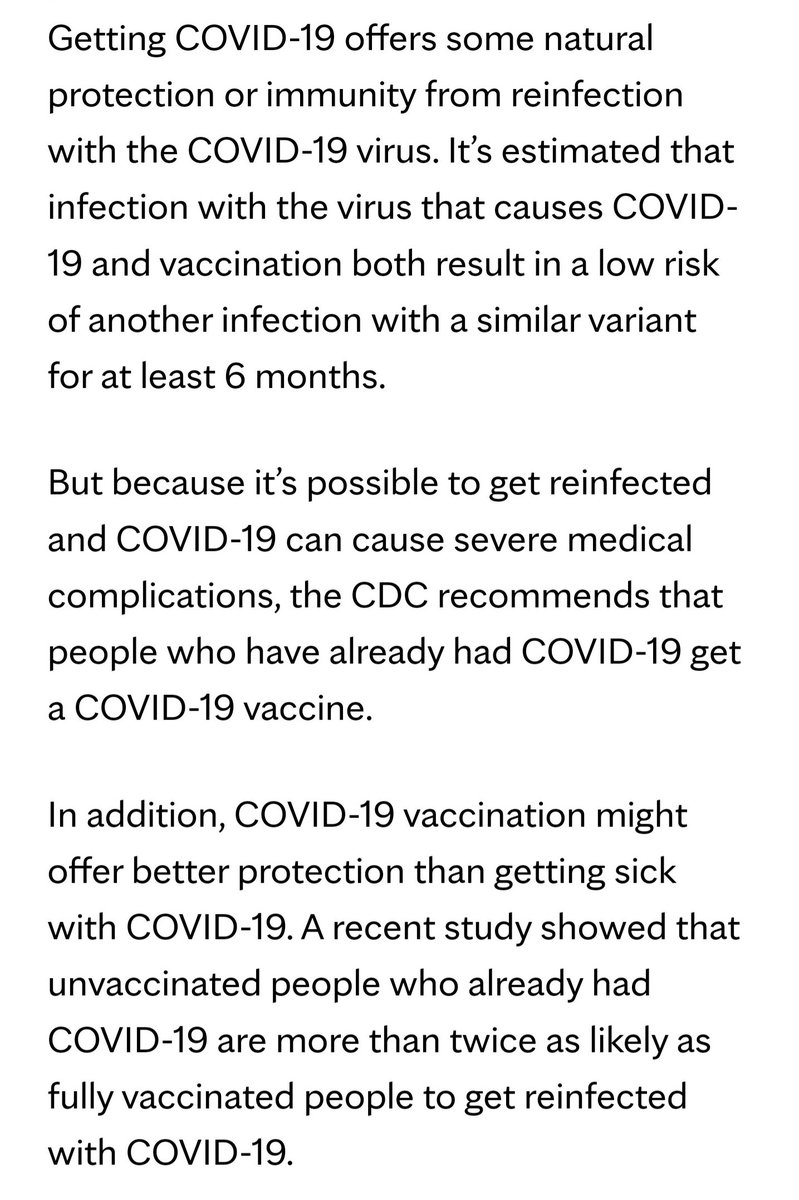 Getting COVID-19 offers some natural
protection or immunity from reinfection
with the COVID-19 virus. It’s estimated that
infection with the virus that causes COVID-
19 and vaccination both result in a low risk
of another infection with a similar variant
for at least 6 months.
But because it’s possible to get reinfected
and COVID-19 can cause severe medical
complications, the CDC recommends that
people who have already had COVID-19 get
a COVID-19 vaccine.
In addition, COVID-19 vaccination might
offer better protection than getting sick
with COVID-19. A recent study showed that
unvaccinated people who already had
COVID-19 are more than twice as likely as
fully vaccinated people to get reinfected
with COVID-19.